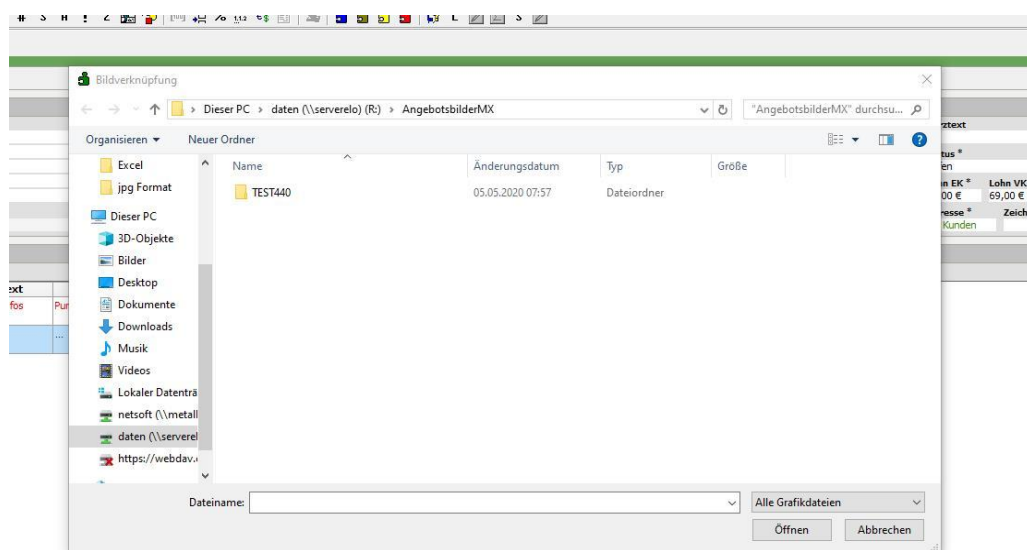 # S H ! Z
L
S
Bildverknüpfung
Dieser PC > daten (\\serverelo) (R:) > AngebotsbilderMX
"AngebotsbilderMX" durchsu...
Organisieren Neuer Ordner
Name Änderungsdatum Typ Größe
TEST440 05.05.2020 07:57 Dateiordner
Excel
jpg Format
Dieser PC
3D-Objekte
Bilder
Desktop
Dokumente
Downloads
Musik
Videos
Lokaler Datenträ
netsoft (\\metall
daten (\\serverel
https://webdav.
Dateiname:
Alle Grafikdateien
Öffnen Abbrechen
ext
fos Pur
...
rztext
tus *
fen
n EK * Lohn VK
00 € 69,00 €
resse * Zeich
Kunden